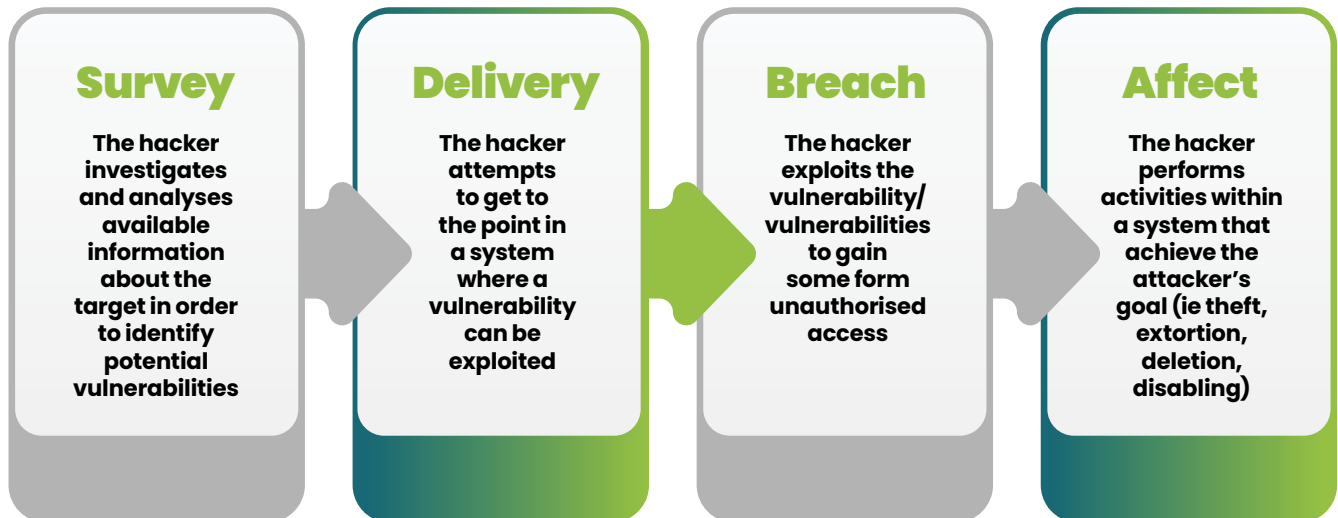 Survey
The hacker
investigates
and analyses
available
information
about the
target in order
to identify
potential
vulnerabilities
Delivery
The hacker
attempts
to get to
the point in
a system
where a
vulnerability
can be
exploited
Breach
The hacker
exploits the
vulnerability/
vulnerabilities
to gain
some form
unauthorised
access
Affect
The hacker
performs
activities within
a system that
achieve the
attacker’s
goal (ie theft,
extortion,
deletion,
disabling)